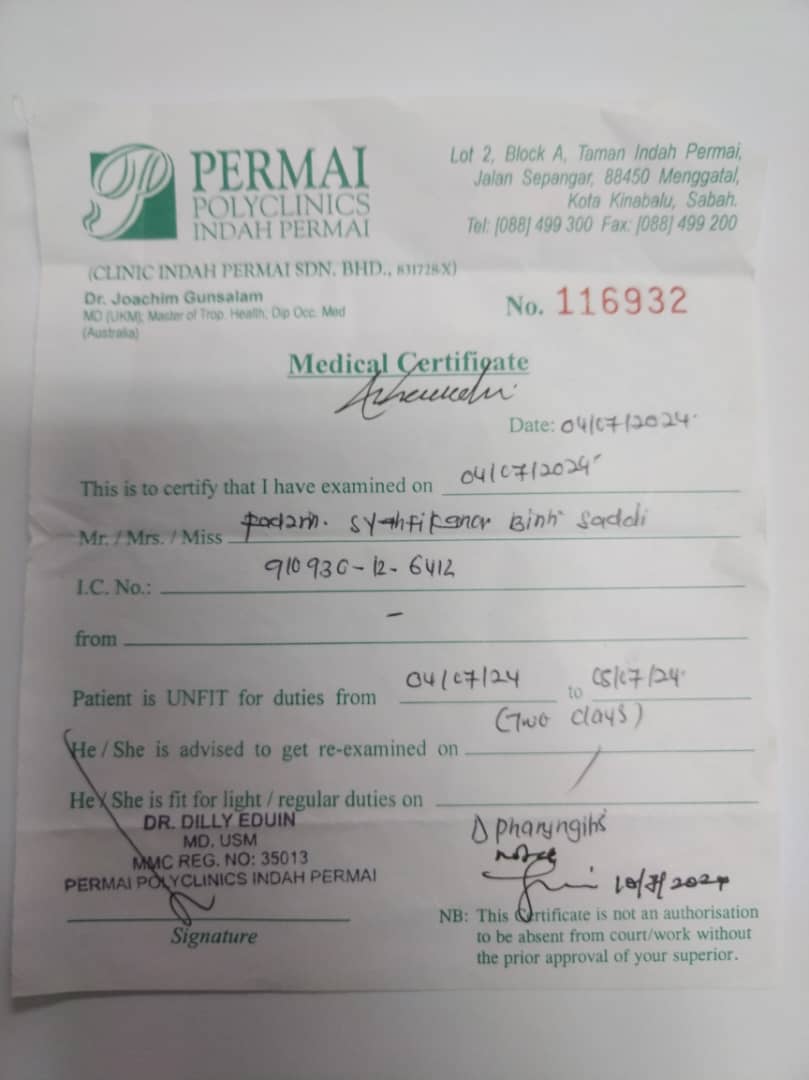 PERMAI
POLYCLINICS
INDAH PERMAI
Lot 2, Block A, Taman Indah Permai,
Jalan Sepangar, 88450 Menggatal,
Kota Kinabalu, Sabah.
Tel: [088] 499 300 Fax: [088] 499 200
(CLINIC INDAH PERMAI SDN. BHD., 831728-X)
Dr. Joachim Gunsalam
MD (UKM); Master of Trop. Health, Dip Occ. Med
(Australia)
No. 116932
Medical Certificate
Date: 04/07/2024
This is to certify that I have examined on 04/07/2024
Mr. / Mrs. / Miss Syahfikanor Binti Saddi
I.C. No.: 910930-12-6412
from -
Patient is UNFIT for duties from 04/07/24 to 05/07/24
(Two days)
He / She is advised to get re-examined on
He / She is fit for light / regular duties on
DR. DILLY EDUIN
MD. USM
MMC REG. NO: 35013
PERMAI POLYCLINICS INDAH PERMAI
Signature
Pharyngitis
NB: This Certificate is not an authorisation
to be absent from court/work without
the prior approval of your superior.